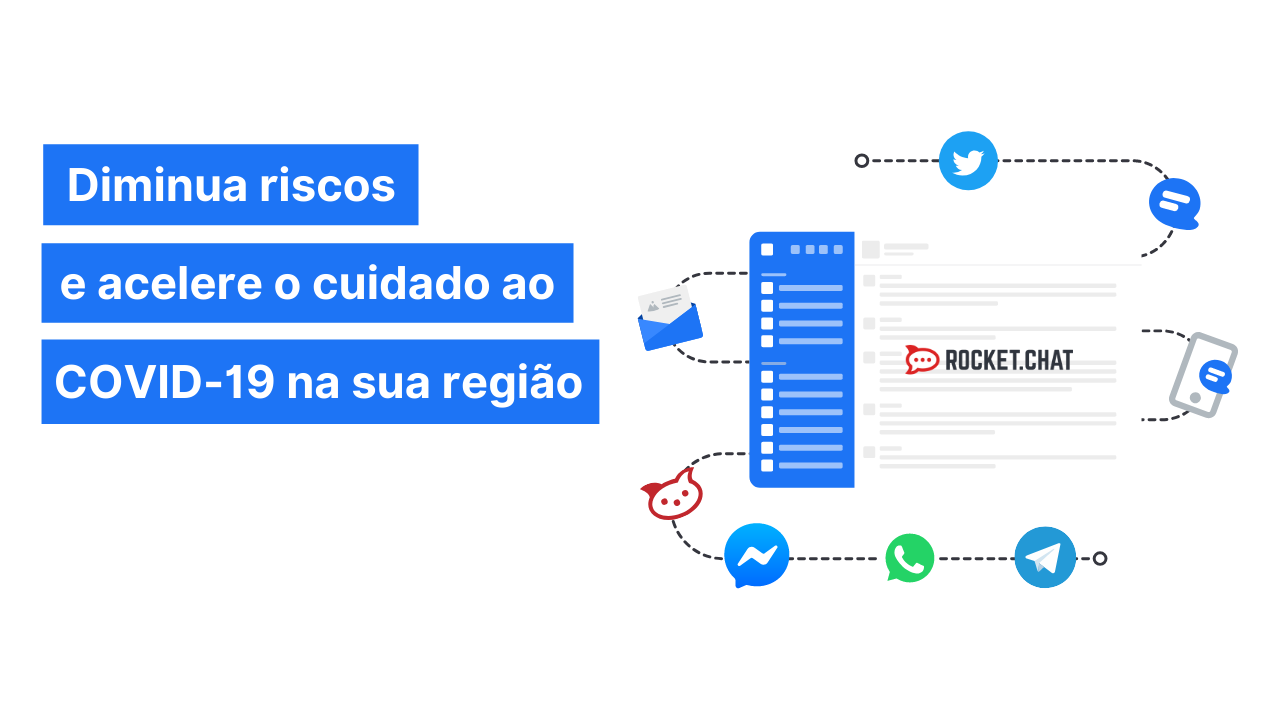 Diminua riscos
e acelere o cuidado ao
COVID-19 na sua região
ROCKET.CHAT